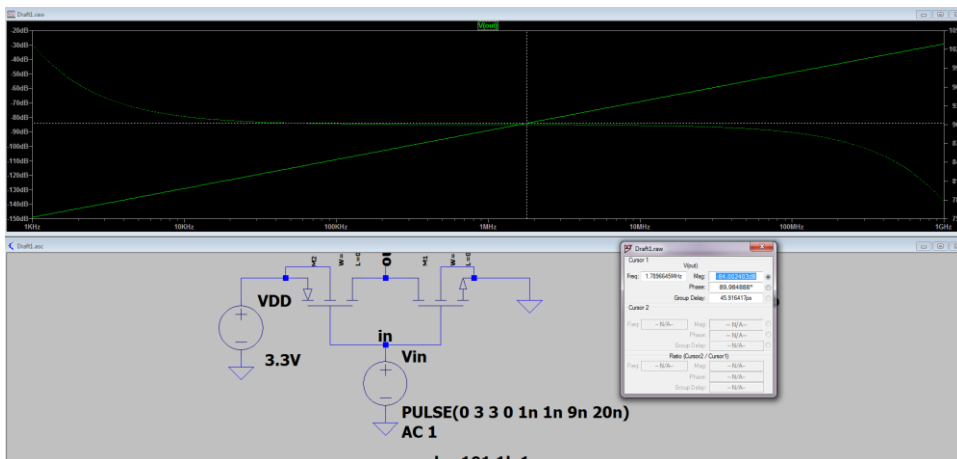 Draft1.raw
V(out)
-20dB
-30dB
-40dB
-50dB
-60dB
-70dB
-80dB
-90dB
-100dB
-110dB
-120dB
-130dB
-140dB
-150dB
1KHz 10KHz 100KHz 1MHz 10MHz 100MHz 1GHz
Draft1.asc
M2
W=
M1
W=
VDD
3.3V
in
Vin
PULSE(0 3 3 0 1n 1n 9n 20n)
AC 1
Draft1.raw
Cursor 1
V(out)
Freq: 1.7896645MHz Mag: -84.002403dB
Phase: 89.984888°
Group Delay: 45.916417ps
Cursor 2
Freq: -- N/A-- Mag: -- N/A--
Phase: -- N/A--
Group Delay: -- N/A--
Ratio (Cursor2 / Cursor1)
Freq: -- N/A-- Mag: -- N/A--
Phase: -- N/A--
Group Delay: -- N/A--